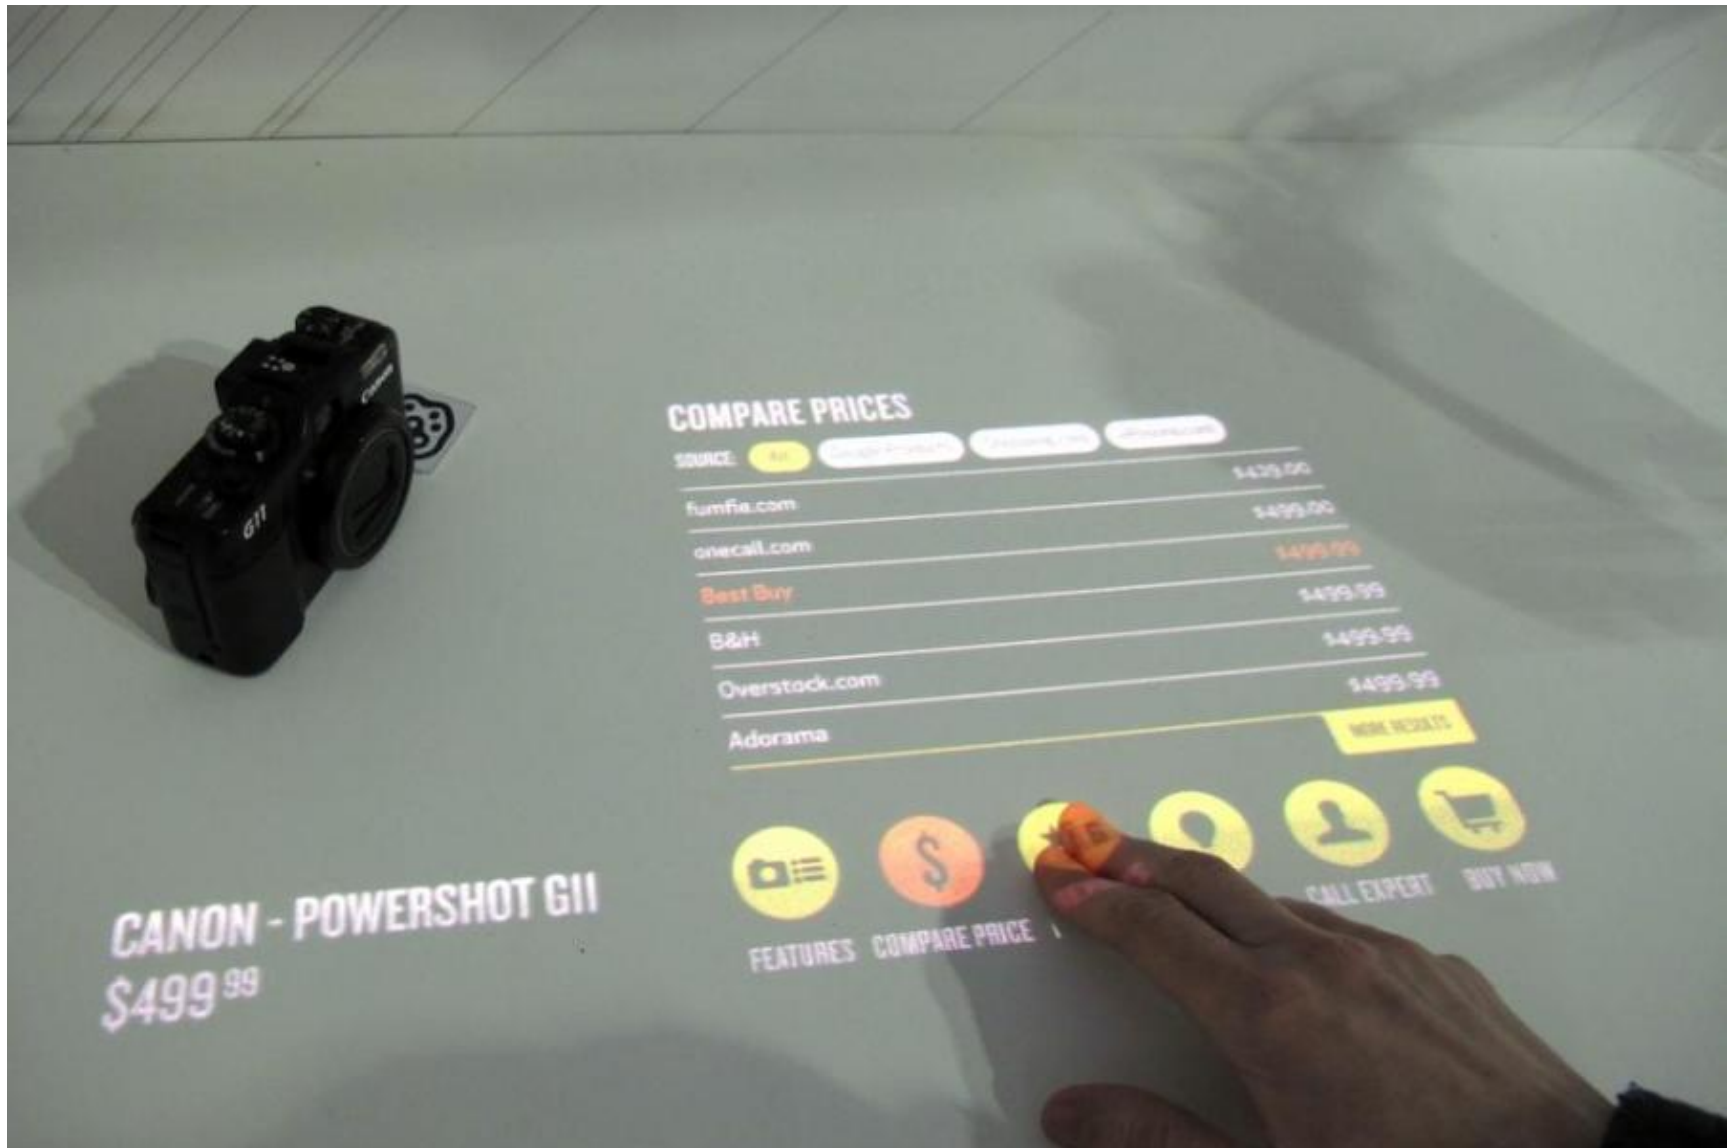 Canon
G11
COMPARE PRICES
SOURCE: All
fumfie.com $439.00
onecall.com $499.00
Best Buy $499.99
B&H $499.99
Overstock.com $499.99
Adorama $499.99
MORE RESULTS
FEATURES COMPARE PRICE CALL EXPERT BUY NOW
CANON - POWERSHOT G11
$499 99